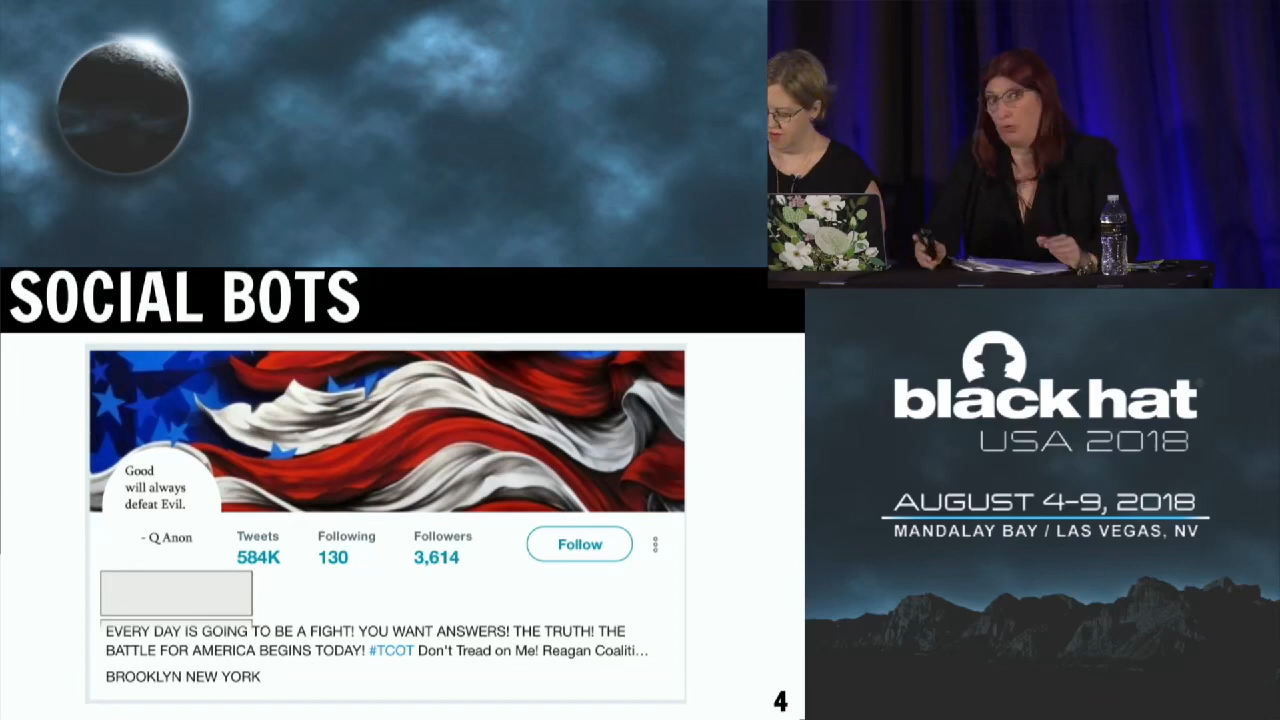 SOCIAL BOTS
Good
will always
defeat Evil.
- Q Anon
Tweets
584K
Following
130
Followers
3,614
Follow
EVERY DAY IS GOING TO BE A FIGHT! YOU WANT ANSWERS! THE TRUTH! THE
BATTLE FOR AMERICA BEGINS TODAY! #TCOT Don't Tread on Me! Reagan Coaliti...
BROOKLYN NEW YORK
4
black hat
USA 2018
AUGUST 4-9, 2018
MANDALAY BAY / LAS VEGAS, NV